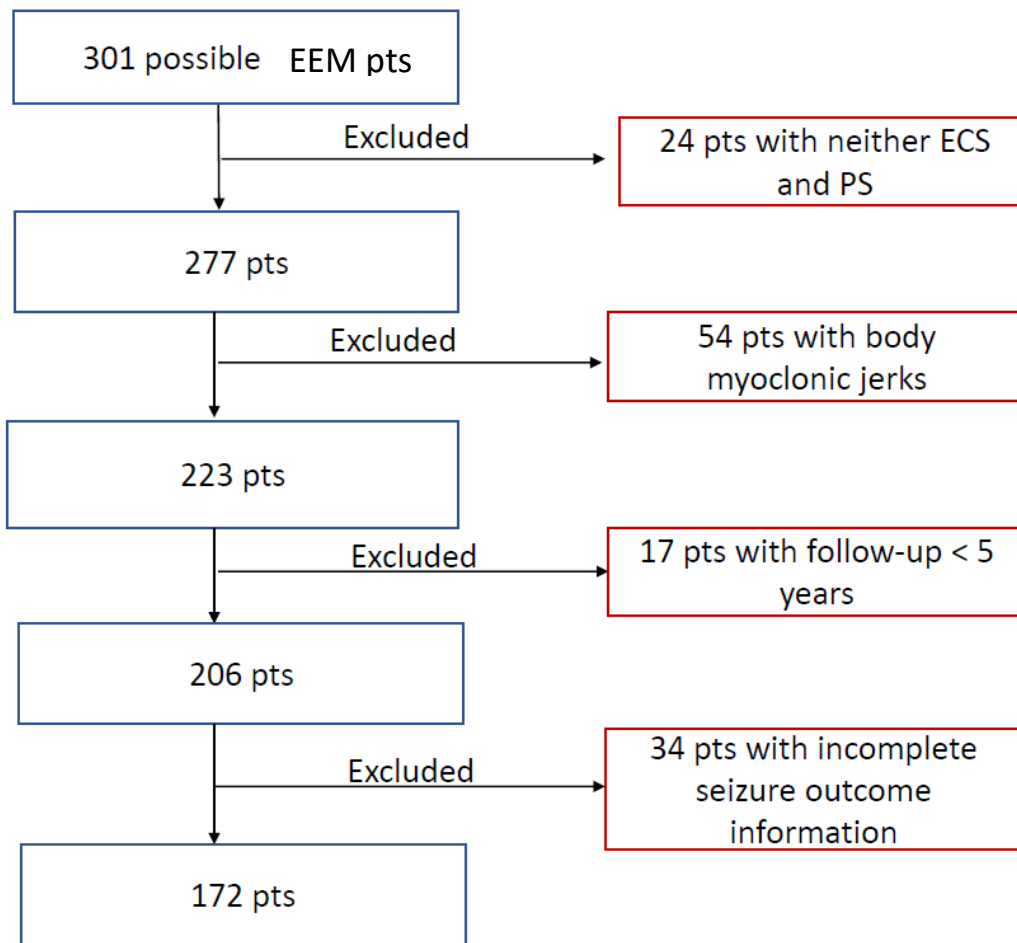 301 possible EEM pts
Excluded
24 pts with neither ECS
and PS
277 pts
Excluded
54 pts with body
myoclonic jerks
223 pts
Excluded
17 pts with follow-up < 5
years
206 pts
Excluded
34 pts with incomplete
seizure outcome
information
172 pts